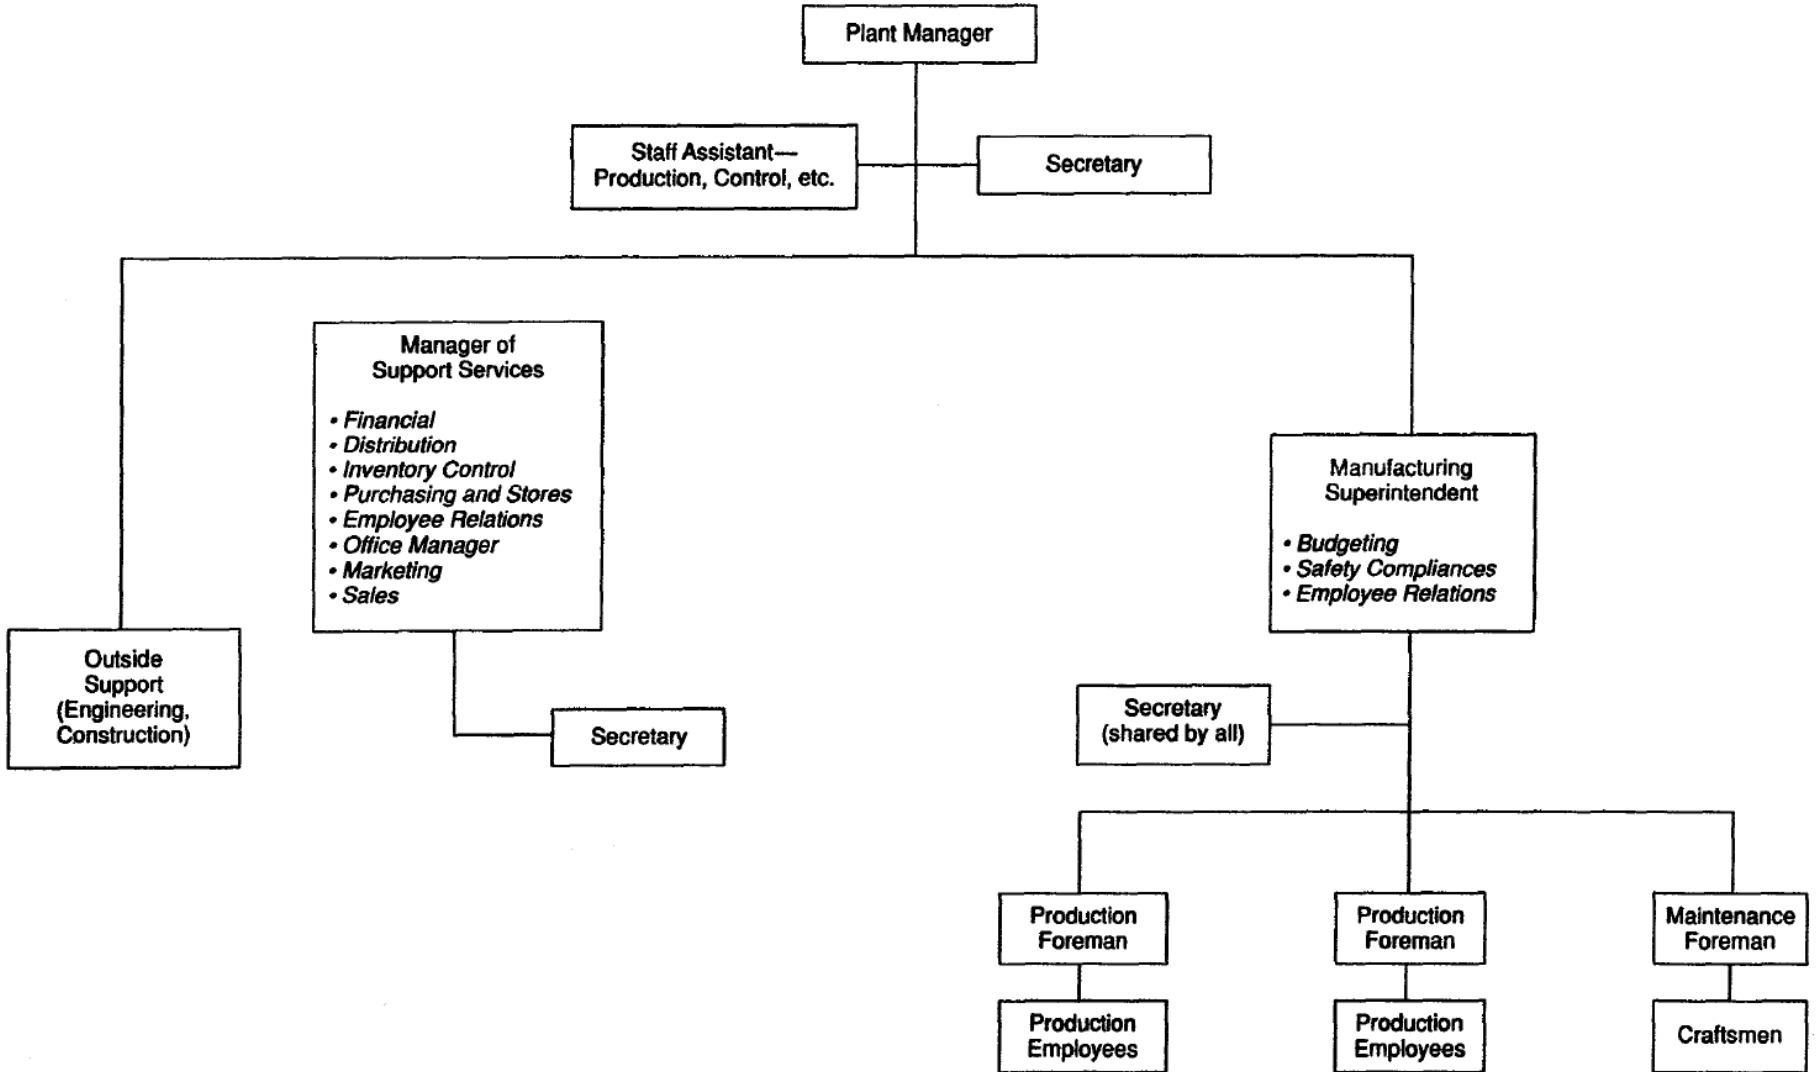 Plant Manager
Staff Assistant—
Production, Control, etc.
Secretary
Manager of
Support Services
• Financial
• Distribution
• Inventory Control
• Purchasing and Stores
• Employee Relations
• Office Manager
• Marketing
• Sales
Manufacturing
Superintendent
• Budgeting
• Safety Compliances
• Employee Relations
Outside
Support
(Engineering,
Construction)
Secretary
Secretary
(shared by all)
Production
Foreman
Production
Foreman
Maintenance
Foreman
Production
Employees
Production
Employees
Craftsmen